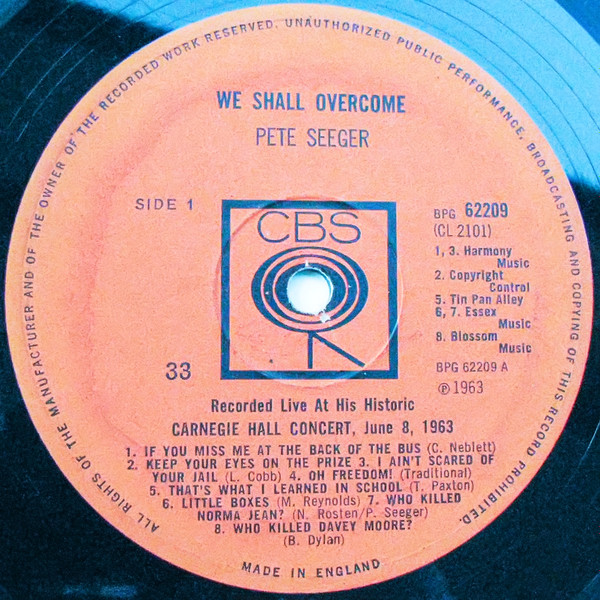 ALL RIGHTS OF THE MANUFACTURER AND OF THE OWNER OF THE RECORDED WORK RESERVED. UNAUTHORIZED PUBLIC PERFORMANCE, BROADCASTING AND COPYING OF THIS RECORD PROHIBITED.
WE SHALL OVERCOME
PETE SEEGER
SIDE 1
CBS
BPG 62209
(CL 2101)
1, 3. Harmony
Music
2. Copyright
Control
5. Tin Pan Alley
6, 7. Essex
Music
8. Blossom
Music
33
BPG 62209 A
℗ 1963
Recorded Live At His Historic
CARNEGIE HALL CONCERT, June 8, 1963
1. IF YOU MISS ME AT THE BACK OF THE BUS (C. Neblett)
2. KEEP YOUR EYES ON THE PRIZE 3. I AIN'T SCARED OF
YOUR JAIL (L. Cobb) 4. OH FREEDOM! (Traditional)
5. THAT'S WHAT I LEARNED IN SCHOOL (T. Paxton)
6. LITTLE BOXES (M. Reynolds) 7. WHO KILLED
NORMA JEAN? (N. Rosten/P. Seeger)
8. WHO KILLED DAVEY MOORE?
(B. Dylan)
MADE IN ENGLAND